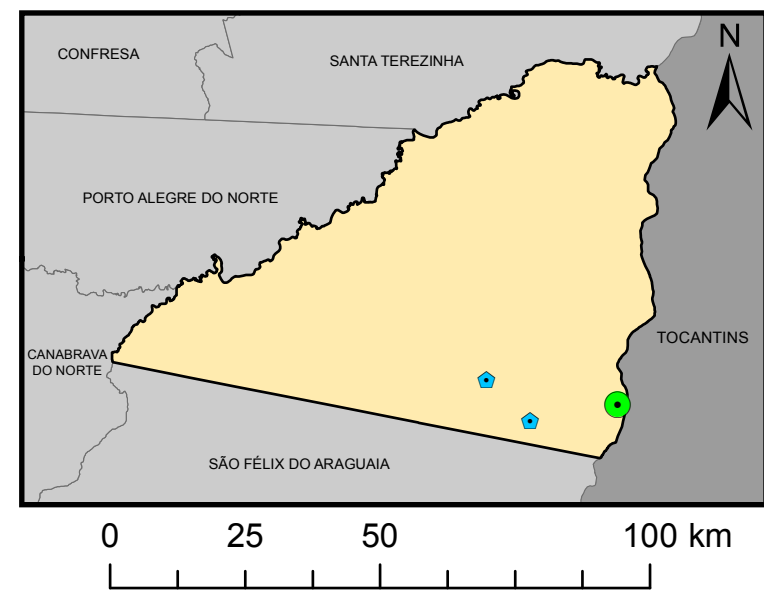 N
CONFRESA
SANTA TEREZINHA
PORTO ALEGRE DO NORTE
TOCANTINS
CANABRAVA
DO NORTE
SÃO FÉLIX DO ARAGUAIA
0 25 50 100 km